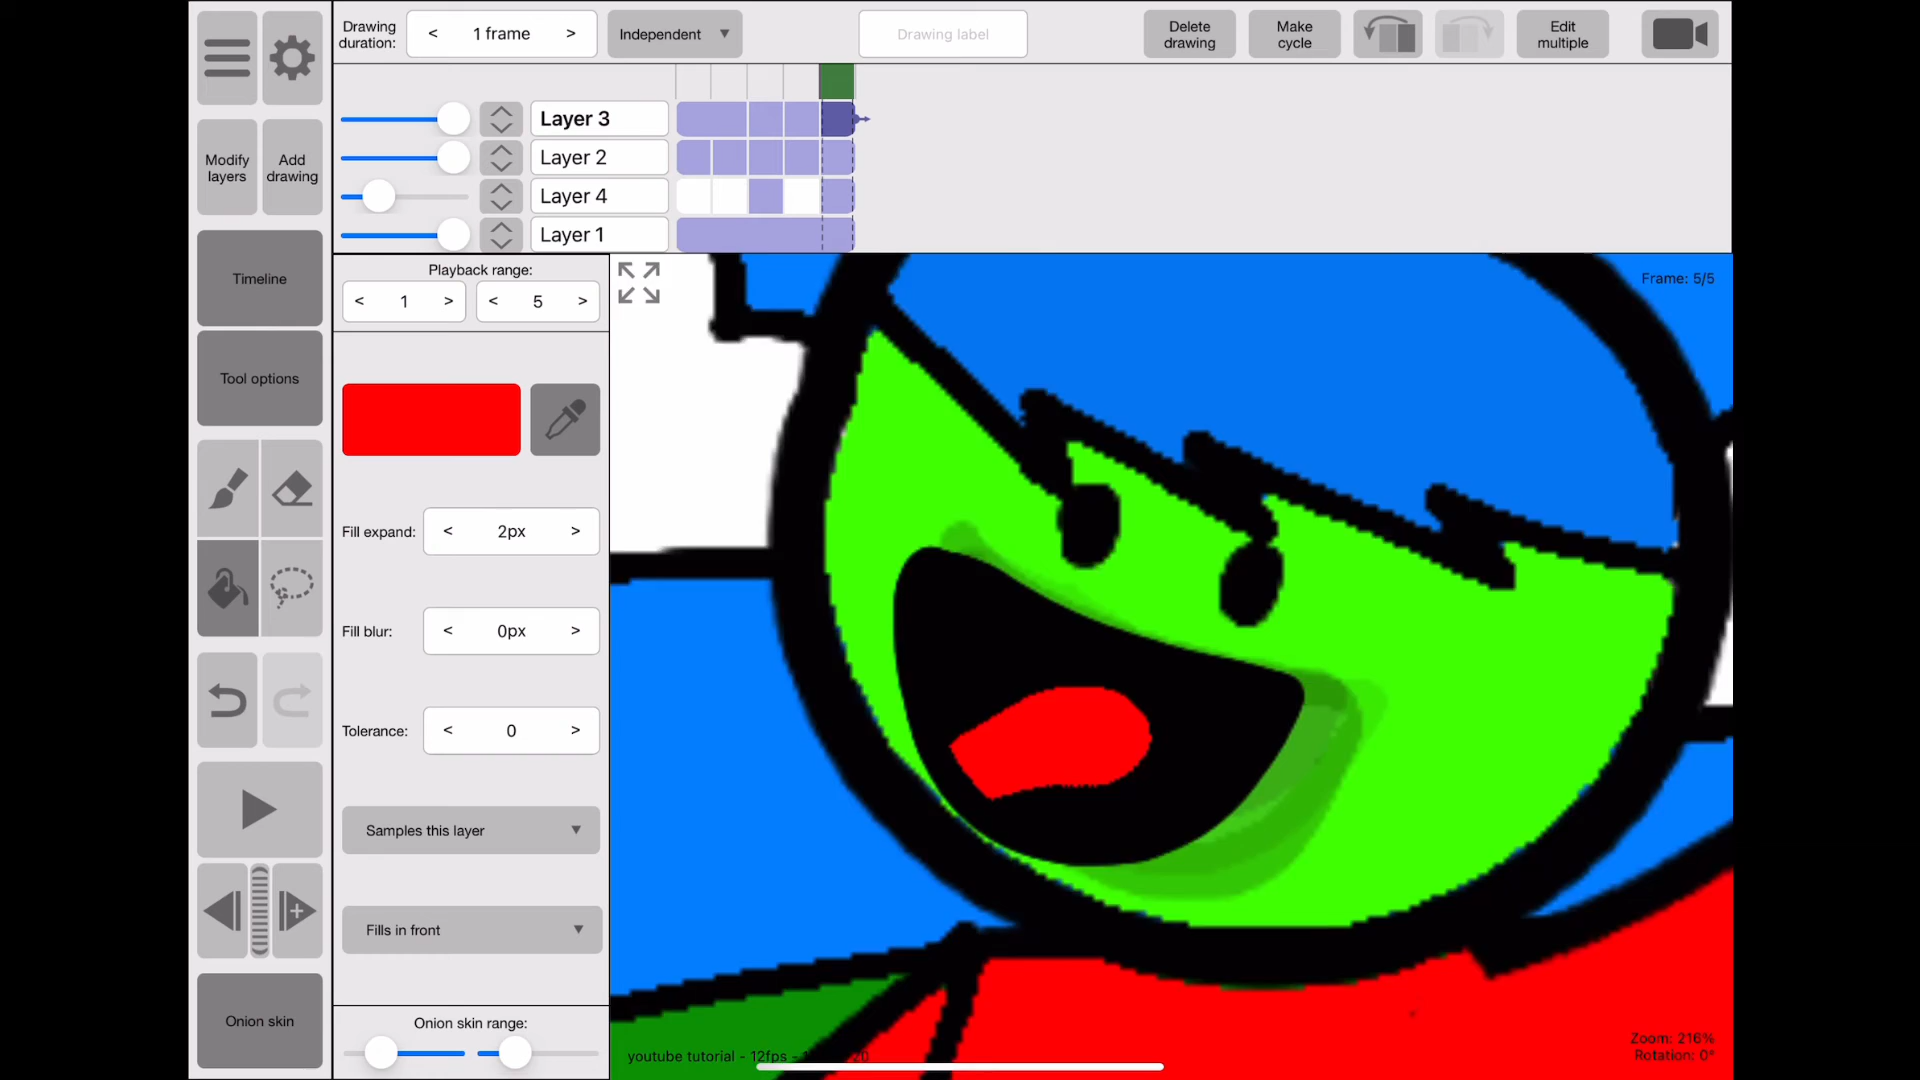 Drawing duration:
< 1 frame >
Independent
Drawing label
Delete drawing
Make cycle
Edit multiple
Layer 3
Modify layers
Add drawing
Layer 2
Layer 4
Layer 1
Timeline
Playback range:
< 1 >
< 5 >
Frame: 5/5
Tool options
Fill expand:
< 2px >
Fill blur:
< 0px >
Tolerance:
< 0 >
Samples this layer
Fills in front
Onion skin
Onion skin range:
youtube tutorial - 12fps -
Zoom: 216%
Rotation: 0°